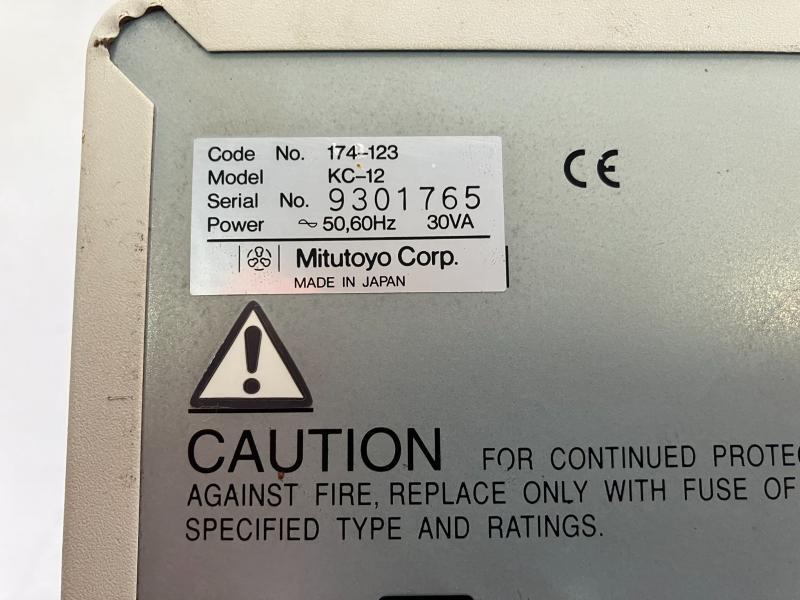 Code No. 174-123
Model KC-12
Serial No. 9301765
Power ~ 50,60Hz 30VA
Mitutoyo Corp.
MADE IN JAPAN
CE
CAUTION FOR CONTINUED
AGAINST FIRE, REPLACE ONLY WITH FUSE OF
SPECIFIED TYPE AND RATINGS.